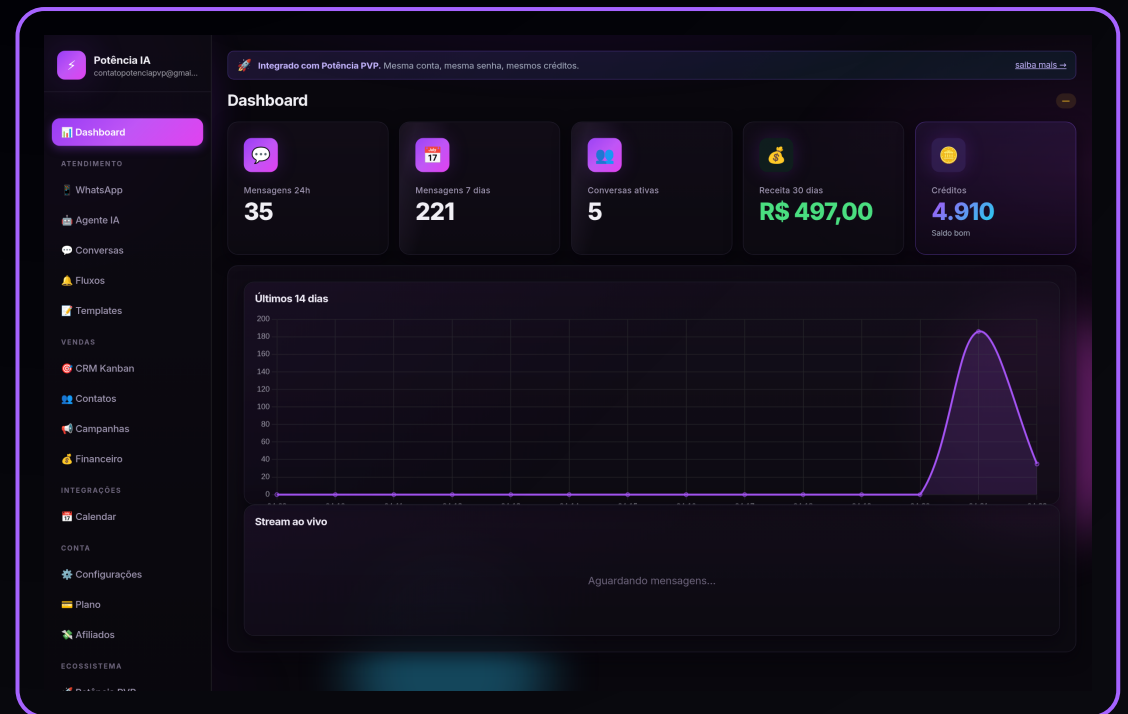 Potência IA
contatopotenciapvp@gmai...
📊 Dashboard
ATENDIMENTO
📱 WhatsApp
🤖 Agente IA
💬 Conversas
🔔 Fluxos
📝 Templates
VENDAS
🎯 CRM Kanban
👥 Contatos
📢 Campanhas
💰 Financeiro
INTEGRAÇÕES
📅 Calendar
CONTA
⚙️ Configurações
💳 Plano
💸 Afiliados
ECOSSISTEMA
🚀 Potência PVP
🚀 Integrado com Potência PVP. Mesma conta, mesma senha, mesmos créditos.
saiba mais →
Dashboard
—
Mensagens 24h
35
Mensagens 7 dias
221
Conversas ativas
5
Receita 30 dias
R$ 497,00
Créditos
4.910
Saldo bom
Últimos 14 dias
200
180
160
140
120
100
80
60
40
20
0
Stream ao vivo
Aguardando mensagens...